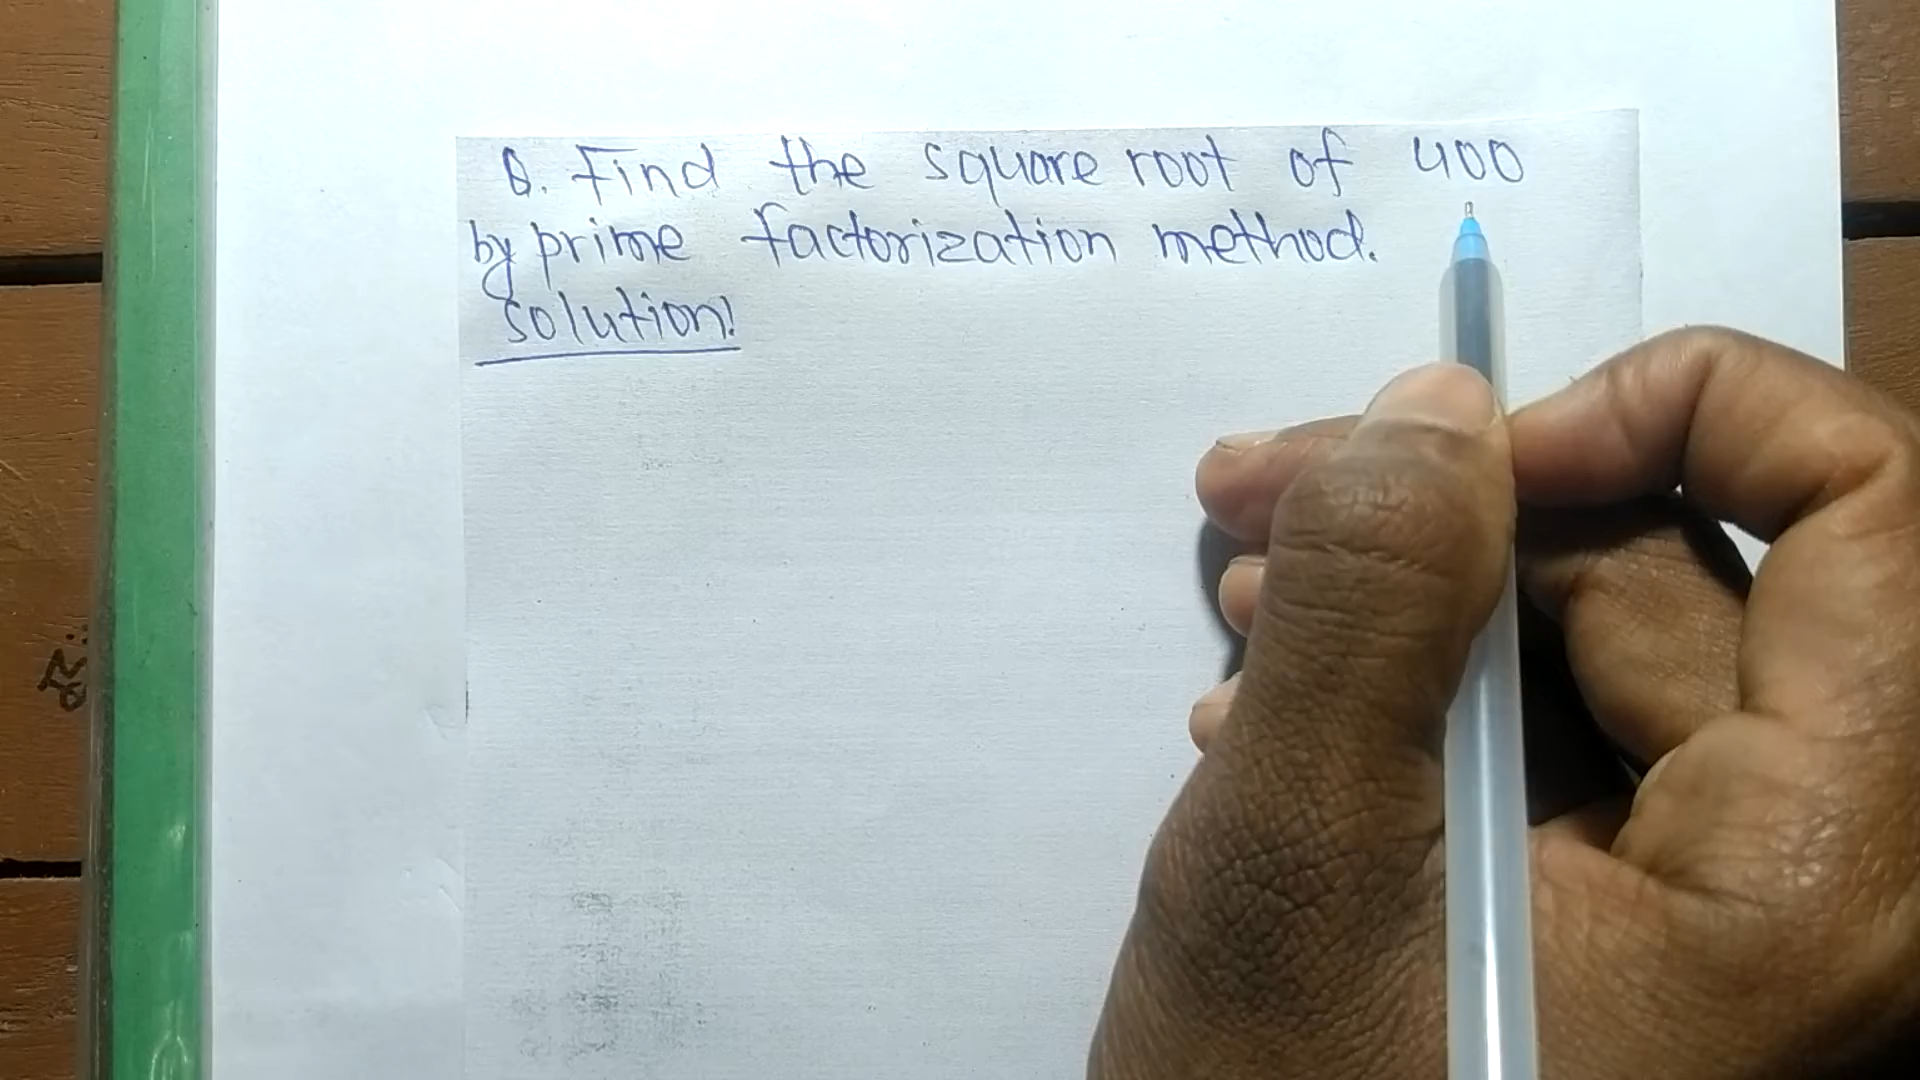 Q. Find the square root of 400
by prime factorization method.
solution: